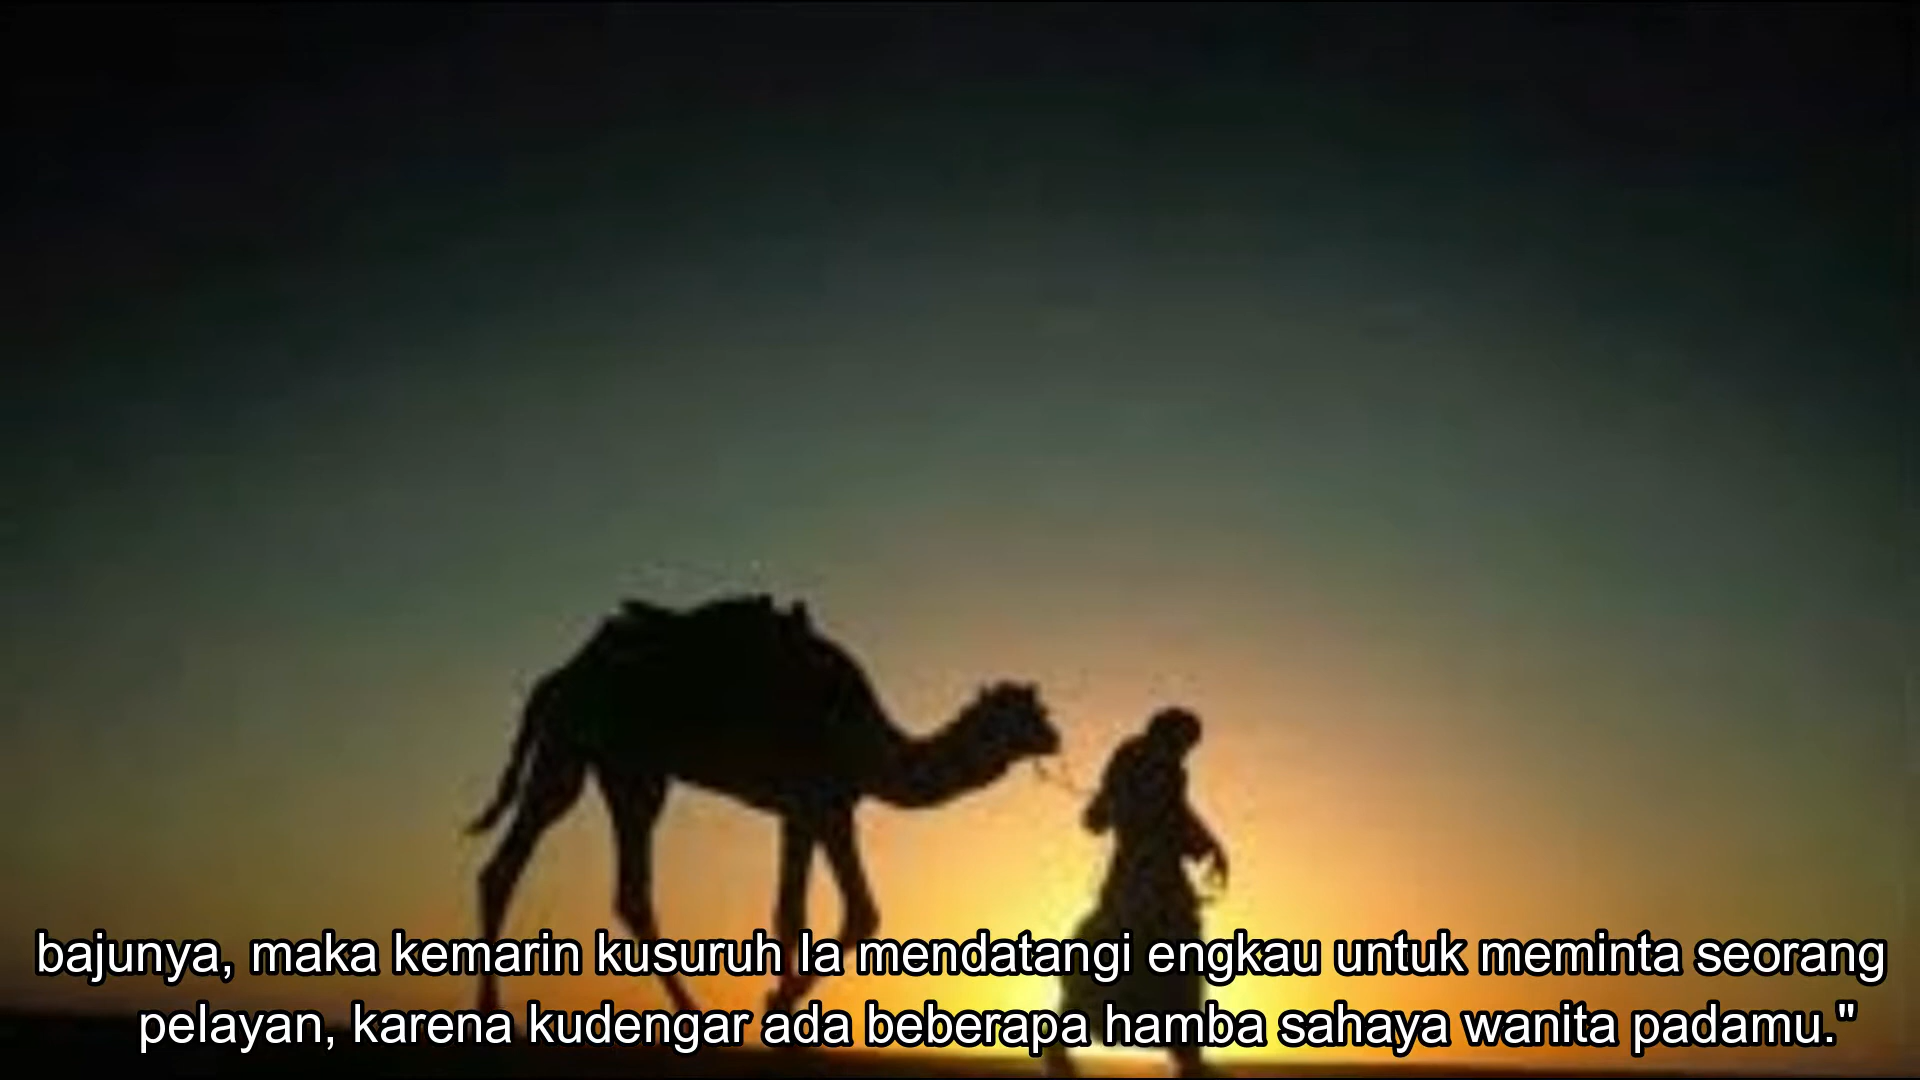 bajunya, maka kemarin kusuruh Ia mendatangi engkau untuk meminta seorang
pelayan, karena kudengar ada beberapa hamba sahaya wanita padamu."